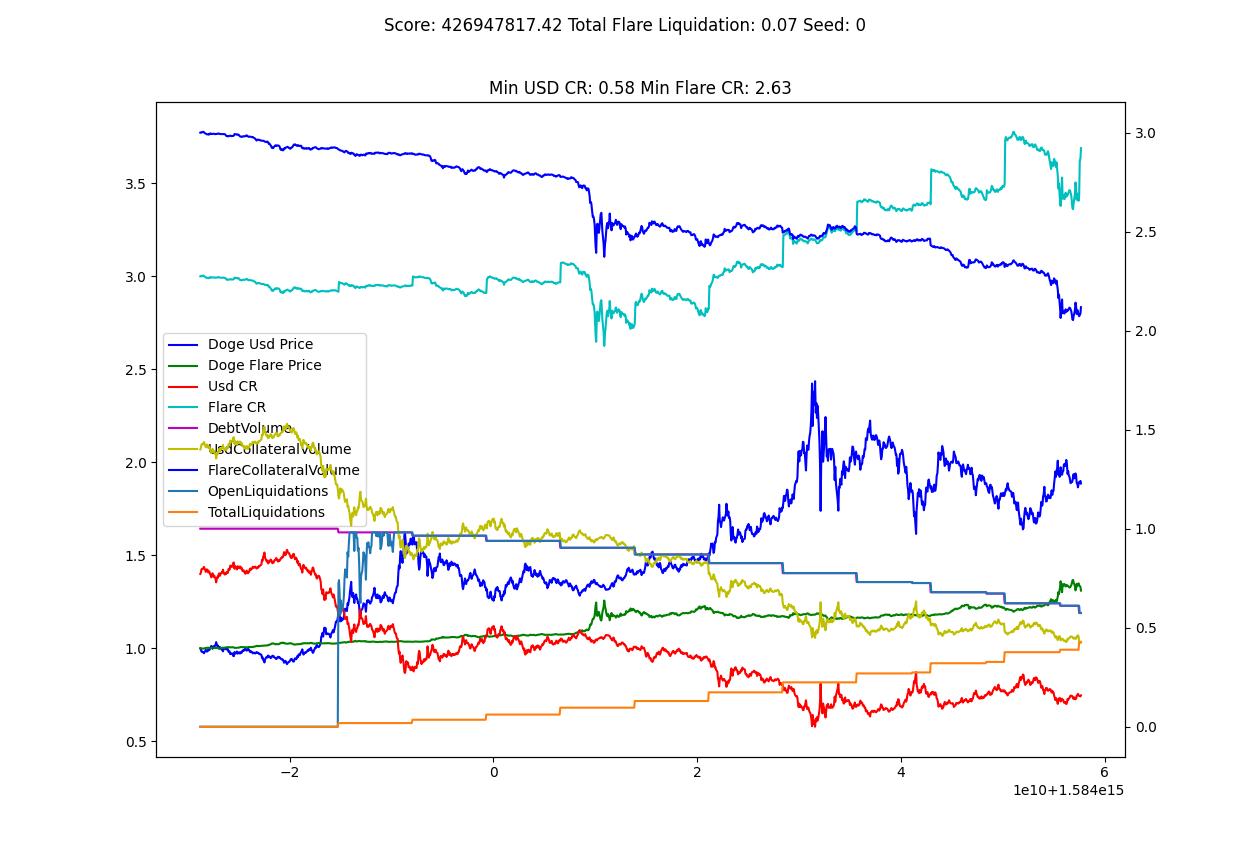 Score: 426947817.42 Total Flare Liquidation: 0.07 Seed: 0
Min USD CR: 0.58 Min Flare CR: 2.63
3.5
3.0
2.5
2.0
1.5
1.0
0.5
Doge Usd Price
Doge Flare Price
Usd CR
Flare CR
DebtVolume
UsdCollateralVolume
FlareCollateralVolume
OpenLiquidations
TotalLiquidations
3.0
2.5
2.0
1.5
1.0
0.5
0.0
−2 0 2 4 6
1e10+1.584e15